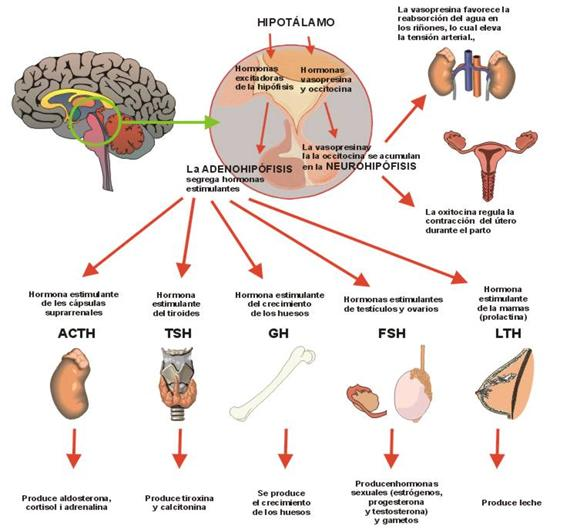 HIPOTÁLAMO
La vasopresina favorece la
reabsorción del agua en
los riñones, lo cual eleva
la tensión arterial.,
Hormonas
excitadoras
de la hipófisis
Hormonas
vasopresina
y occitocina
La vasopresinay
la la occitocina se acumulan
en la NEUROHIPÓFISIS
La ADENOHIPÓFISIS
segrega hormonas
estimulantes
La oxitocina regula la
contracción del útero
durante el parto
Hormona estimulante
de les cápsulas
suprarrenales
ACTH
Hormona
estimulante
del tiroides
TSH
Hormona estimulante
del crecimiento
de los huesos
GH
Hormonas estimulantes
de testículos y ovarios
FSH
Hormona
estimulante
de la mamas
(prolactina)
LTH
Produce aldosterona,
cortisol i adrenalina
Produce tiroxina
y calcitonina
Se produce
el crecimiento
de los huesos
Producenhormonas
sexuales (estrógenos,
progesterona
y testosterona)
y gametos
Produce leche